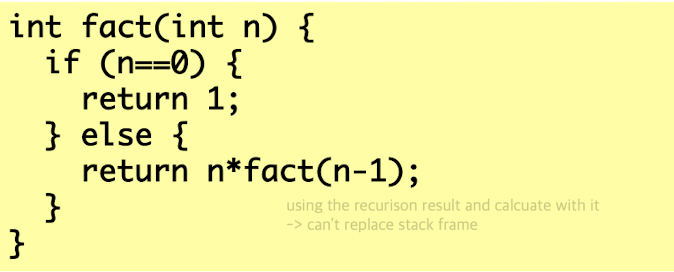 int fact(int n) {
  if (n==0) {
    return 1;
  } else {
    return n*fact(n-1);
  }
using the recurison result and calcuate with it
-> can't replace stack frame
}